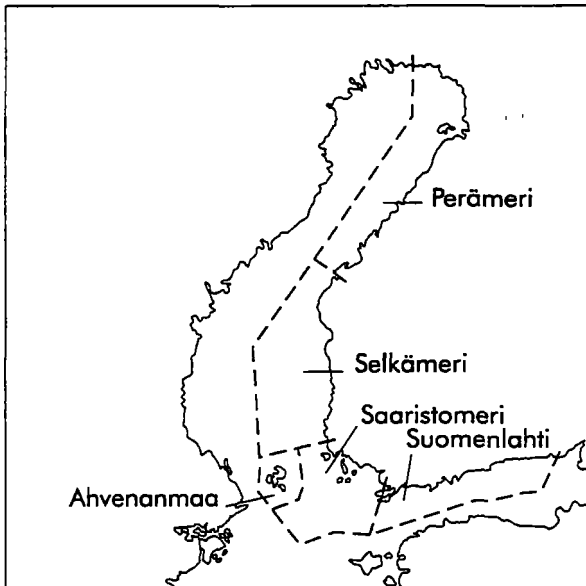 Perämeri
Selkämeri
Saaristomeri
Suomenlahti
Ahvenanmaa